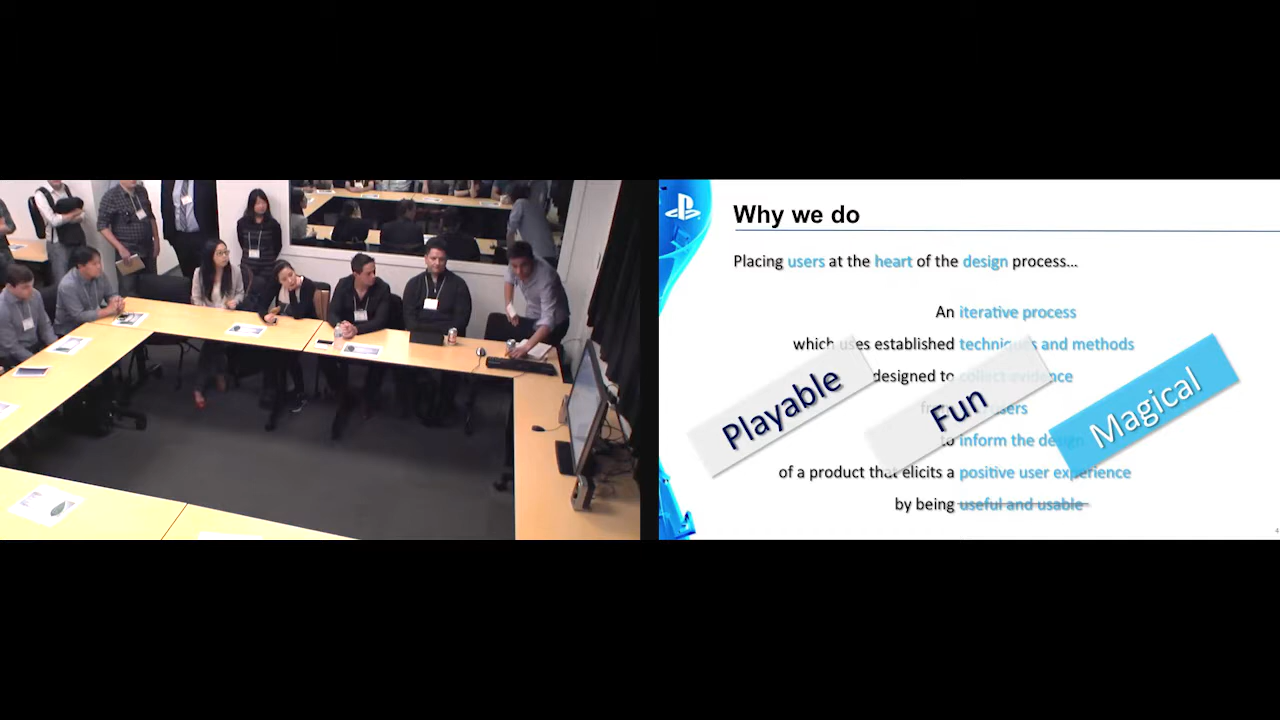 Why we do
Placing users at the heart of the design process...
An iterative process
which uses established techniques and methods
designed to collect evidence
users
to inform the design
of a product that elicits a positive user experience
by being useful and usable
Playable
Fun
Magical
4